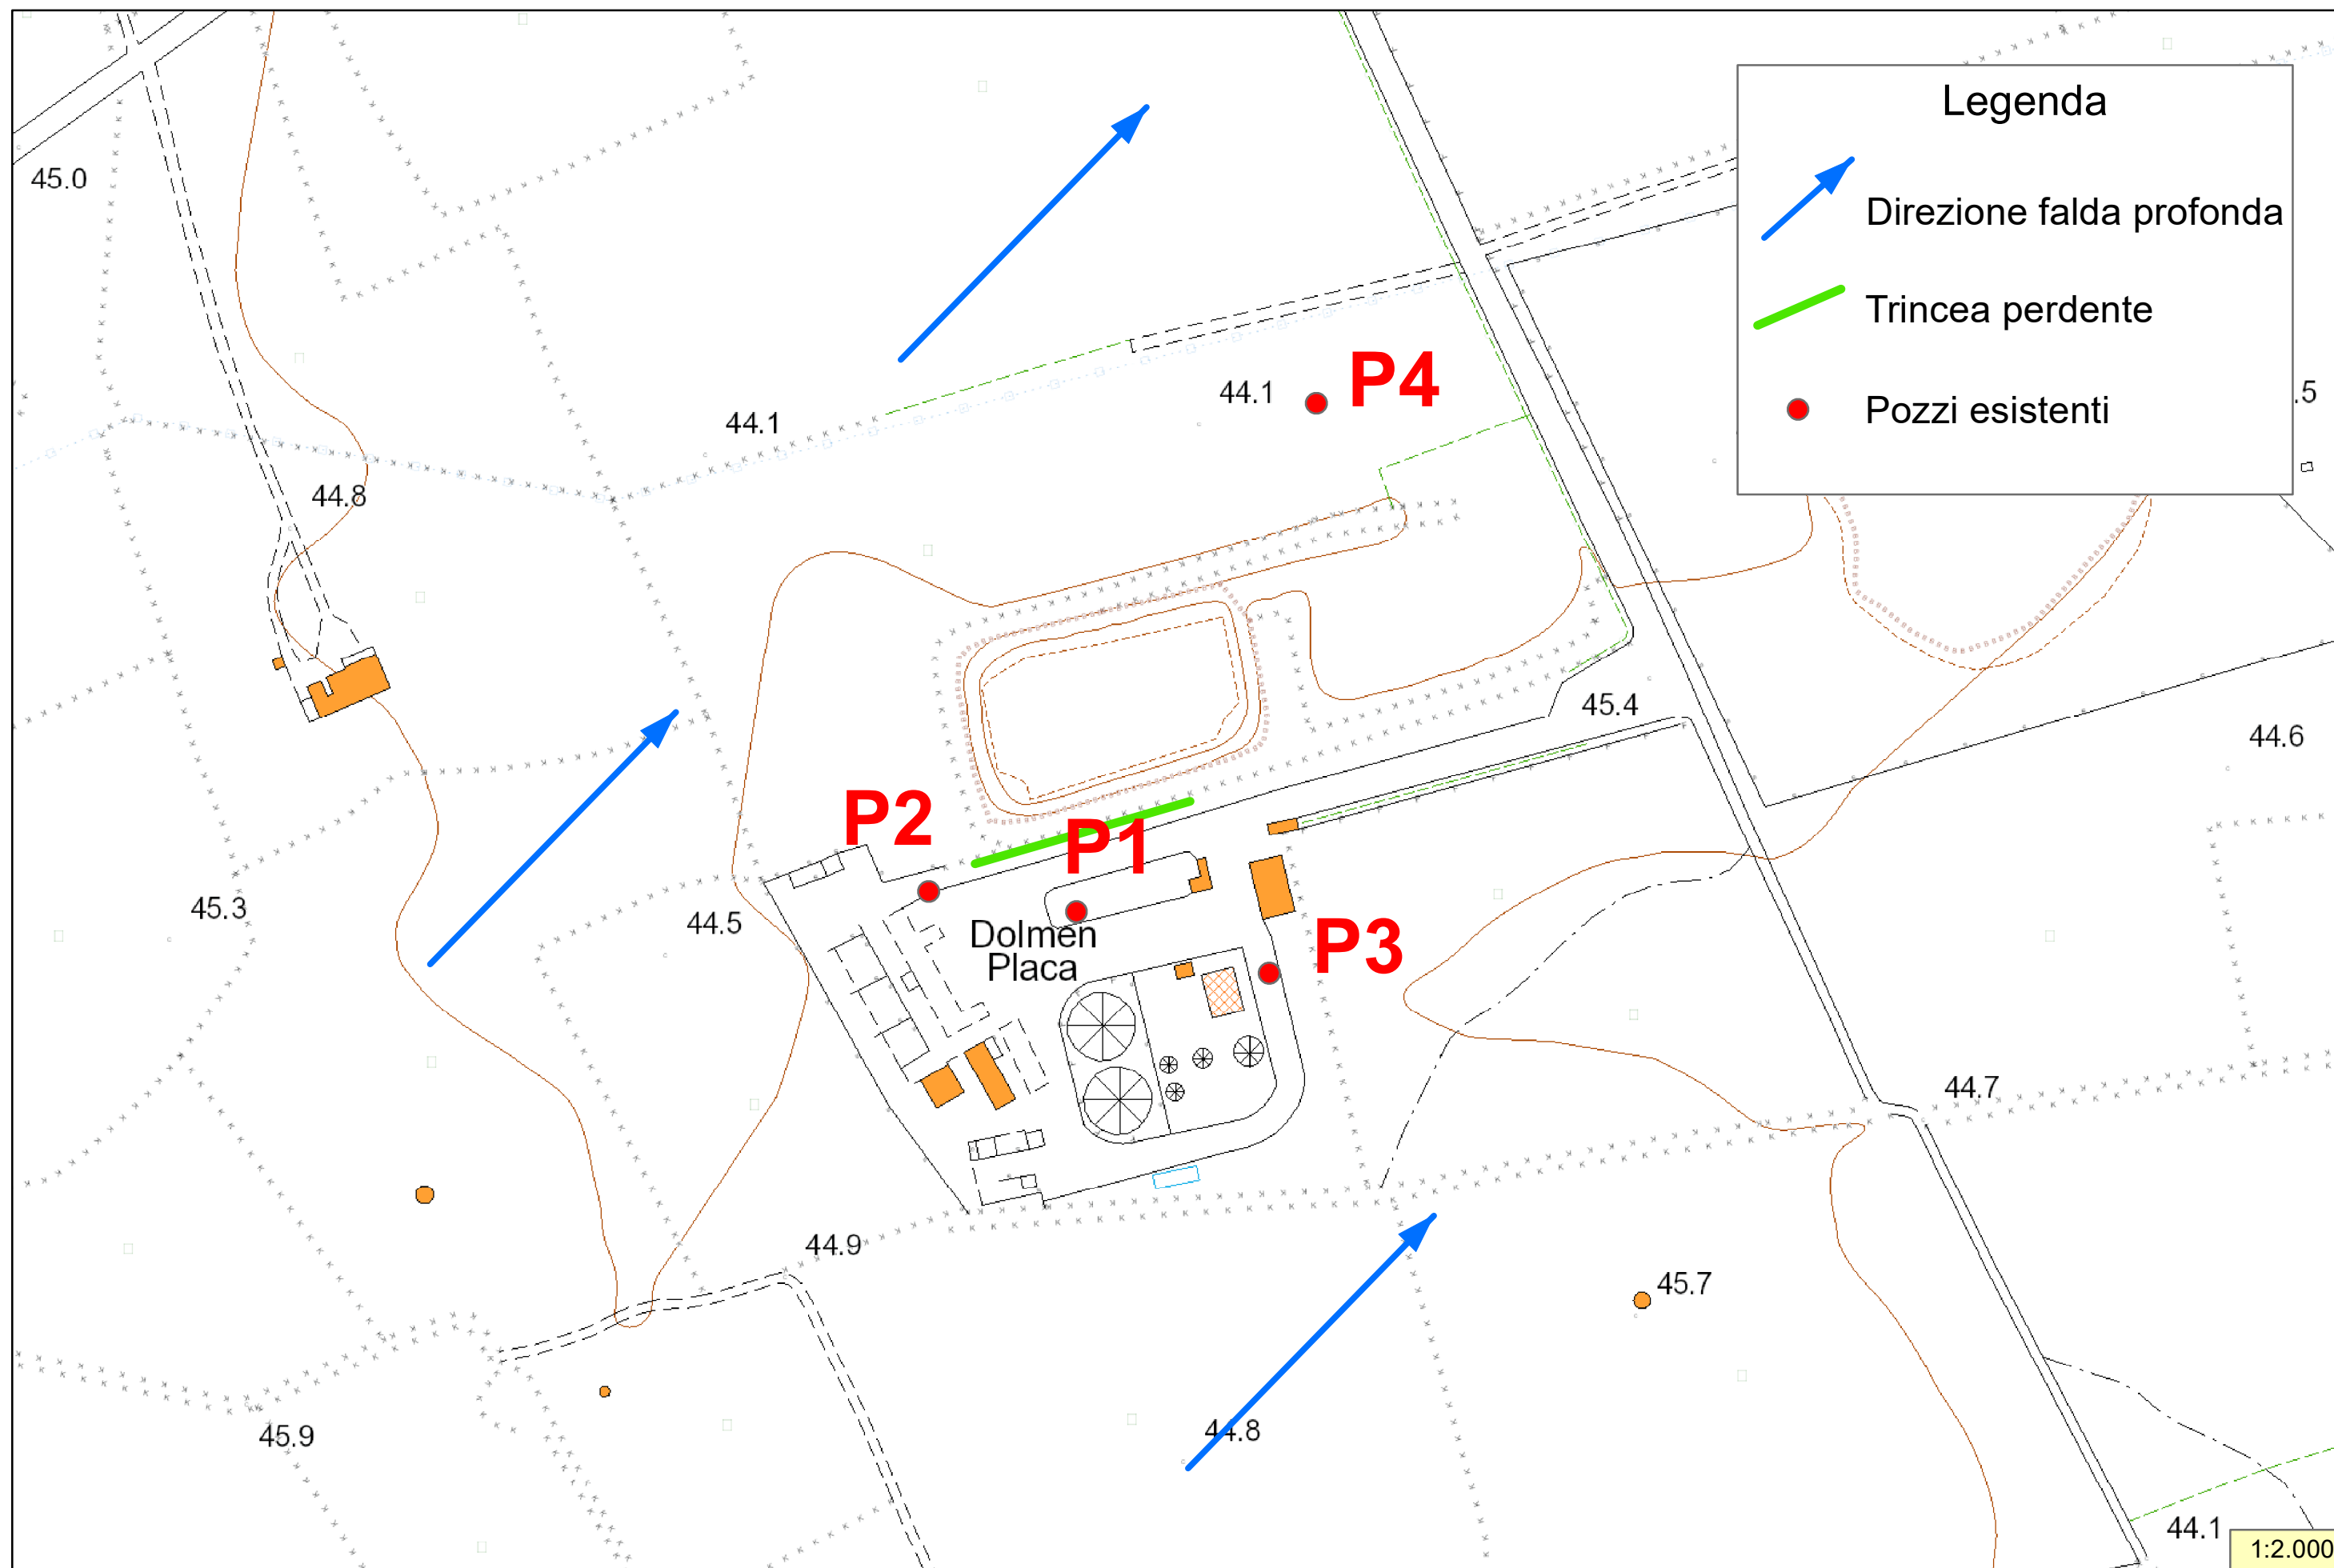 Legenda
Direzione falda profonda
Trincea perdente
Pozzi esistenti
45.0
44.1
44.1
P4
.5
44.8
45.4
44.6
P2
P1
45.3
44.5
Dolmen
Placa
P3
44.7
44.9
45.7
45.9
44.8
44.1
1:2.000